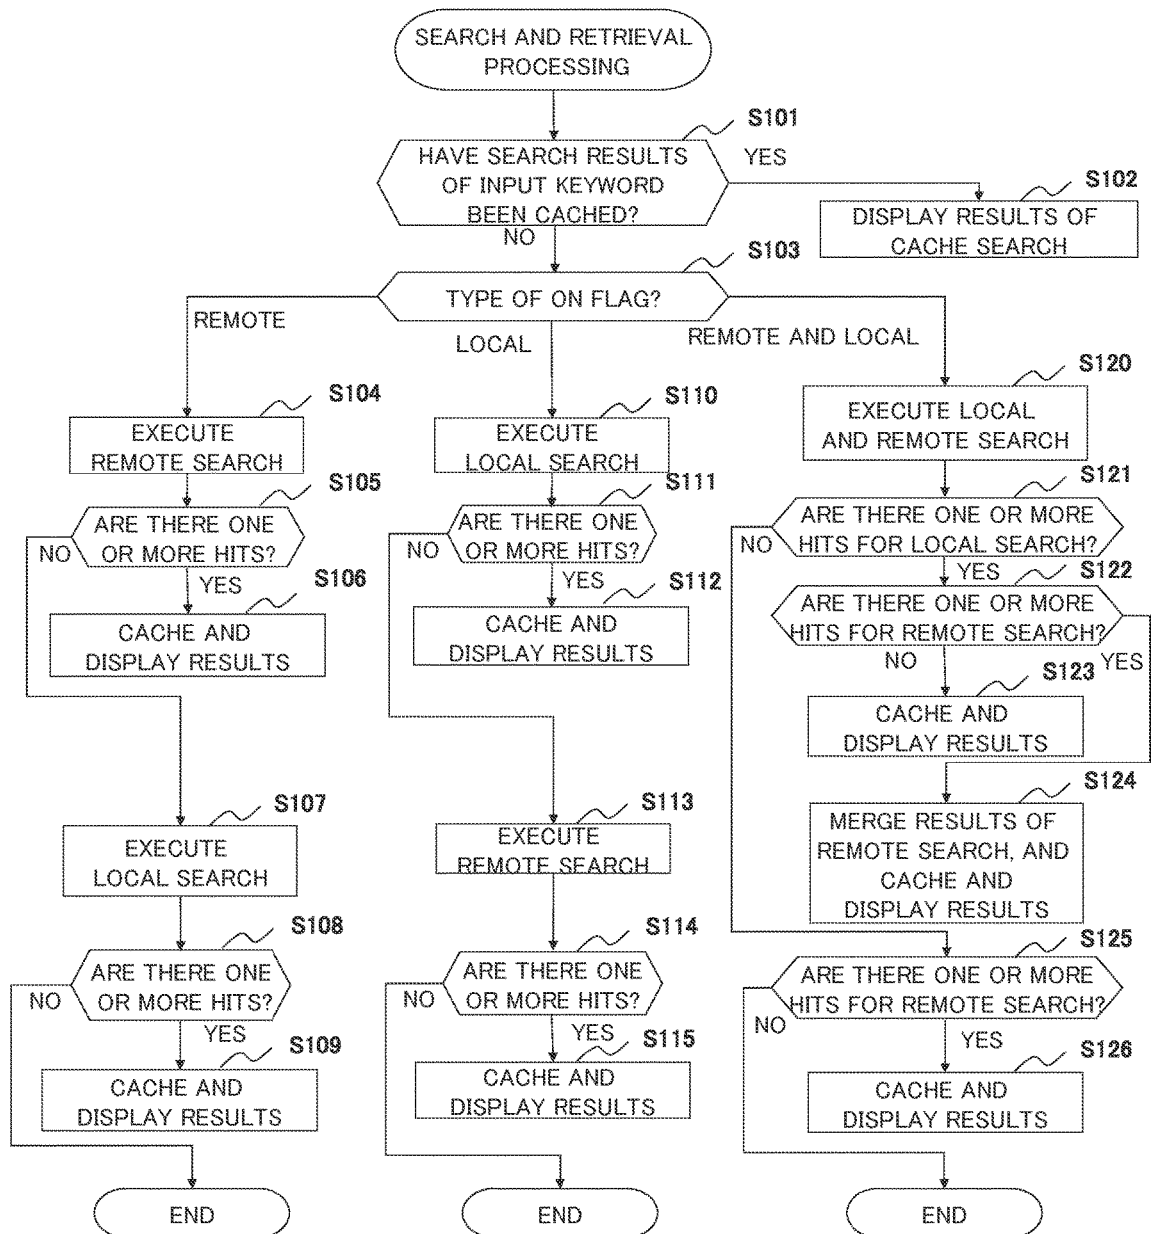 SEARCH AND RETRIEVAL
PROCESSING
S101
HAVE SEARCH RESULTS
OF INPUT KEYWORD
BEEN CACHED?
YES
NO
S102
DISPLAY RESULTS OF
CACHE SEARCH
S103
TYPE OF ON FLAG?
REMOTE
LOCAL
REMOTE AND LOCAL
S104
EXECUTE
REMOTE SEARCH
S105
ARE THERE ONE
OR MORE HITS?
NO
YES
S106
CACHE AND
DISPLAY RESULTS
S107
EXECUTE
LOCAL SEARCH
S108
ARE THERE ONE
OR MORE HITS?
NO
YES
S109
CACHE AND
DISPLAY RESULTS
END
S110
EXECUTE
LOCAL SEARCH
S111
ARE THERE ONE
OR MORE HITS?
NO
YES
S112
CACHE AND
DISPLAY RESULTS
S113
EXECUTE
REMOTE SEARCH
S114
ARE THERE ONE
OR MORE HITS?
NO
YES
S115
CACHE AND
DISPLAY RESULTS
END
S120
EXECUTE LOCAL
AND REMOTE SEARCH
S121
ARE THERE ONE OR MORE
HITS FOR LOCAL SEARCH?
NO
YES
S122
ARE THERE ONE OR MORE
HITS FOR REMOTE SEARCH?
NO
YES
S123
CACHE AND
DISPLAY RESULTS
S124
MERGE RESULTS OF
REMOTE SEARCH, AND
CACHE AND
DISPLAY RESULTS
S125
ARE THERE ONE OR MORE
HITS FOR REMOTE SEARCH?
NO
YES
S126
CACHE AND
DISPLAY RESULTS
END